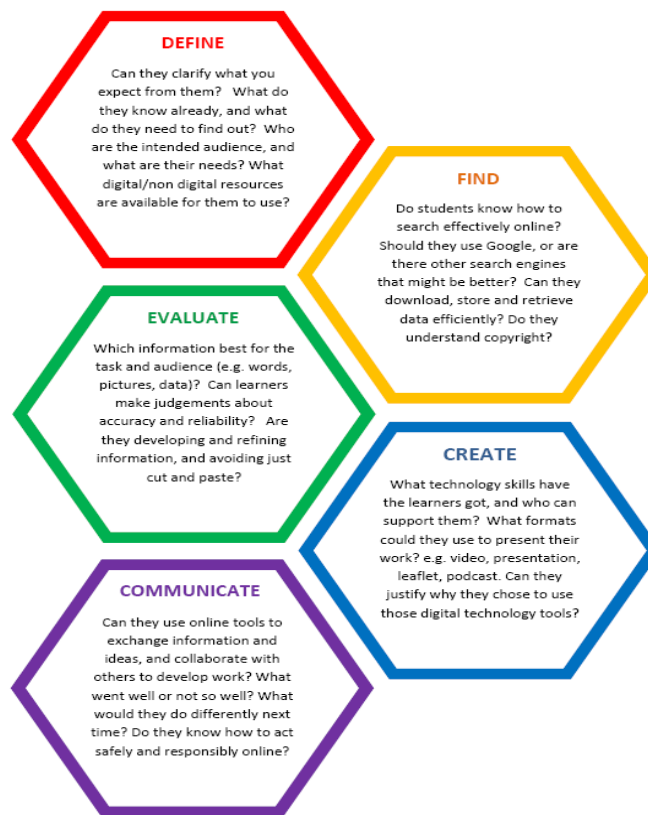 DEFINE
Can they clarify what you
expect from them?   What do
they know already, and what
do they need to find out?  Who
are the intended audience, and
what are their needs? What
digital/non digital resources
are available for them to use?
FIND
Do students know how to
search effectively online?
Should they use Google, or are
there other search engines
that might be better?  Can they
download, store and retrieve
data efficiently? Do they
understand copyright?
EVALUATE
Which information best for the
task and audience (e.g. words,
pictures, data)?  Can learners
make judgements about
accuracy and reliability?   Are
they developing and refining
information, and avoiding just
cut and paste?
CREATE
What technology skills have
the learners got, and who can
support them?  What formats
could they use to present their
work? e.g. video, presentation,
leaflet, podcast. Can they
justify why they chose to use
those digital technology tools?
COMMUNICATE
Can they use online tools to
exchange information and
ideas, and collaborate with
others to develop work? What
went well or not so well? What
would they do differently next
time? Do they know how to act
safely and responsibly online?